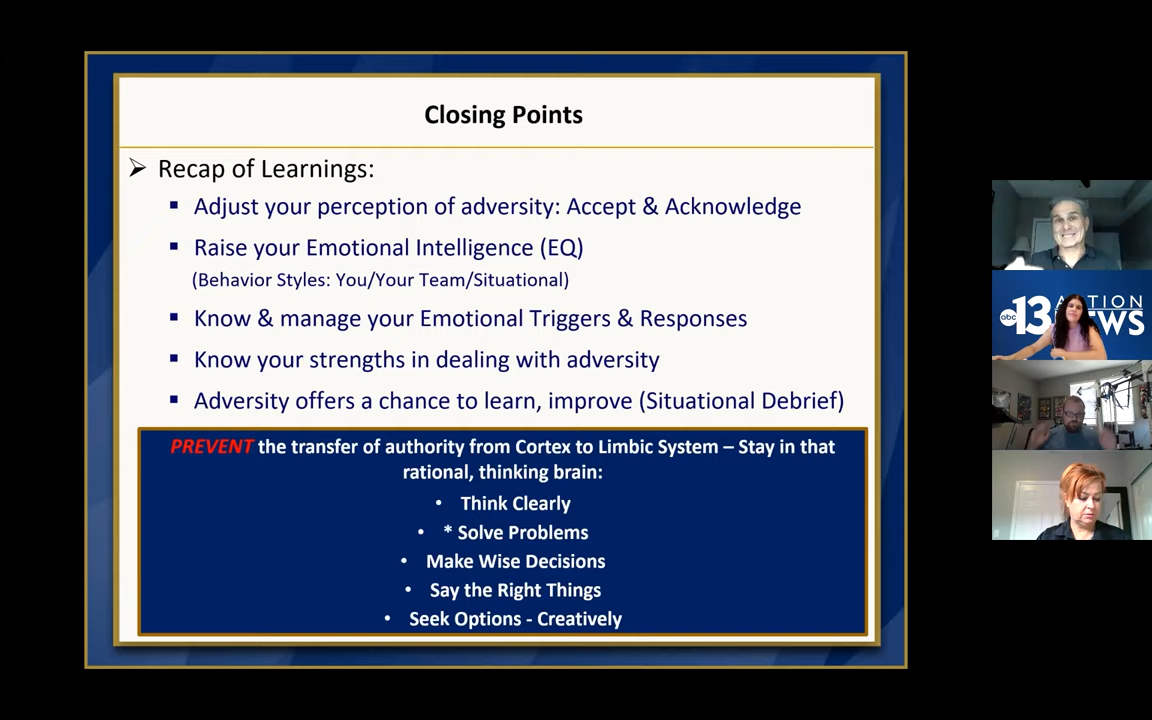 Closing Points
➢ Recap of Learnings:
▪ Adjust your perception of adversity: Accept & Acknowledge
▪ Raise your Emotional Intelligence (EQ)
(Behavior Styles: You/Your Team/Situational)
▪ Know & manage your Emotional Triggers & Responses
▪ Know your strengths in dealing with adversity
▪ Adversity offers a chance to learn, improve (Situational Debrief)
PREVENT the transfer of authority from Cortex to Limbic System – Stay in that
rational, thinking brain:
• Think Clearly
• * Solve Problems
• Make Wise Decisions
• Say the Right Things
• Seek Options - Creatively
abc 13